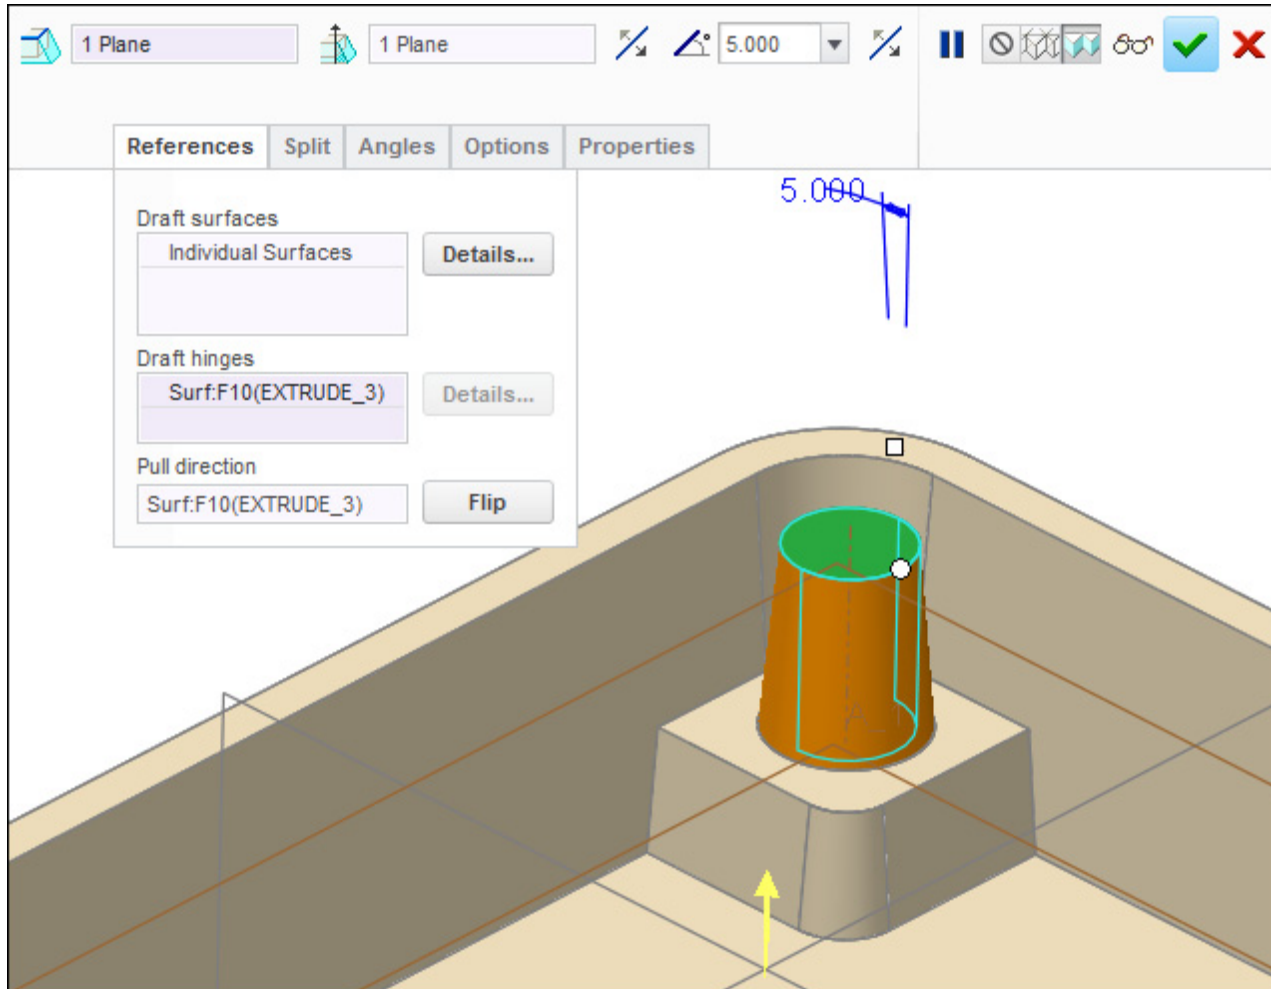 1 Plane
1 Plane
5.000
References Split Angles Options Properties
Draft surfaces
Individual Surfaces
Details...
Draft hinges
Surf:F10(EXTRUDE_3)
Details...
Pull direction
Surf:F10(EXTRUDE_3)
Flip
5.000